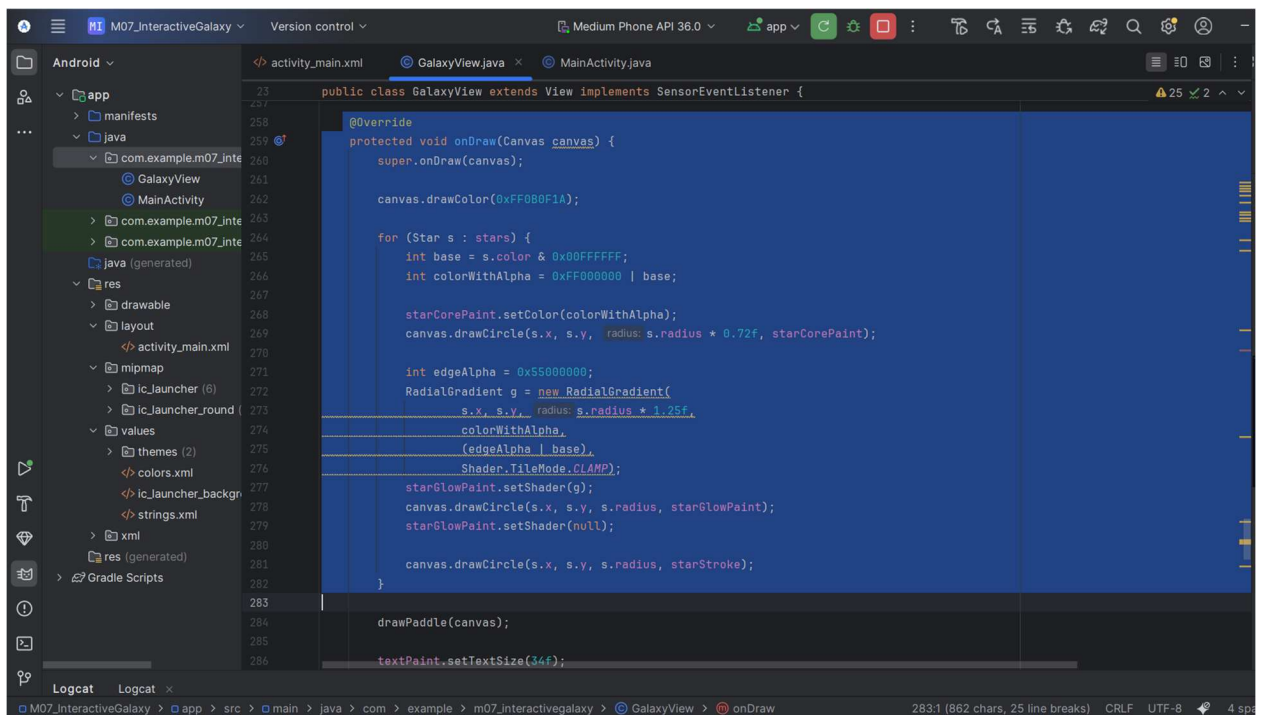 MI M07_InteractiveGalaxy Version control Medium Phone API 36.0 app
Android
activity_main.xml GalaxyView.java MainActivity.java
app
manifests
java
com.example.m07_inte
GalaxyView
MainActivity
com.example.m07_inte
com.example.m07_inte
java (generated)
res
drawable
layout
activity_main.xml
mipmap
ic_launcher (6)
ic_launcher_round (
values
themes (2)
colors.xml
ic_launcher_backgr
strings.xml
xml
res (generated)
Gradle Scripts
23 public class GalaxyView extends View implements SensorEventListener { 25 2
257
258 @Override
259 protected void onDraw(Canvas canvas) {
260 super.onDraw(canvas);
261
262 canvas.drawColor(0xFF0B0F1A);
263
264 for (Star s : stars) {
265 int base = s.color & 0x00FFFFFF;
266 int colorWithAlpha = 0xFF000000 | base;
267
268 starCorePaint.setColor(colorWithAlpha);
269 canvas.drawCircle(s.x, s.y, radius: s.radius * 0.72f, starCorePaint);
270
271 int edgeAlpha = 0x55000000;
272 RadialGradient g = new RadialGradient(
273 s.x, s.y, radius: s.radius * 1.25f,
274 colorWithAlpha,
275 (edgeAlpha | base),
276 Shader.TileMode.CLAMP);
277 starGlowPaint.setShader(g);
278 canvas.drawCircle(s.x, s.y, s.radius, starGlowPaint);
279 starGlowPaint.setShader(null);
280
281 canvas.drawCircle(s.x, s.y, s.radius, starStroke);
282 }
283
284 drawPaddle(canvas);
285
286 textPaint.setTextSize(34f);
Logcat Logcat
M07_InteractiveGalaxy > app > src > main > java > com > example > m07_interactivegalaxy > GalaxyView > onDraw 283:1 (862 chars, 25 line breaks) CRLF UTF-8 4 spa